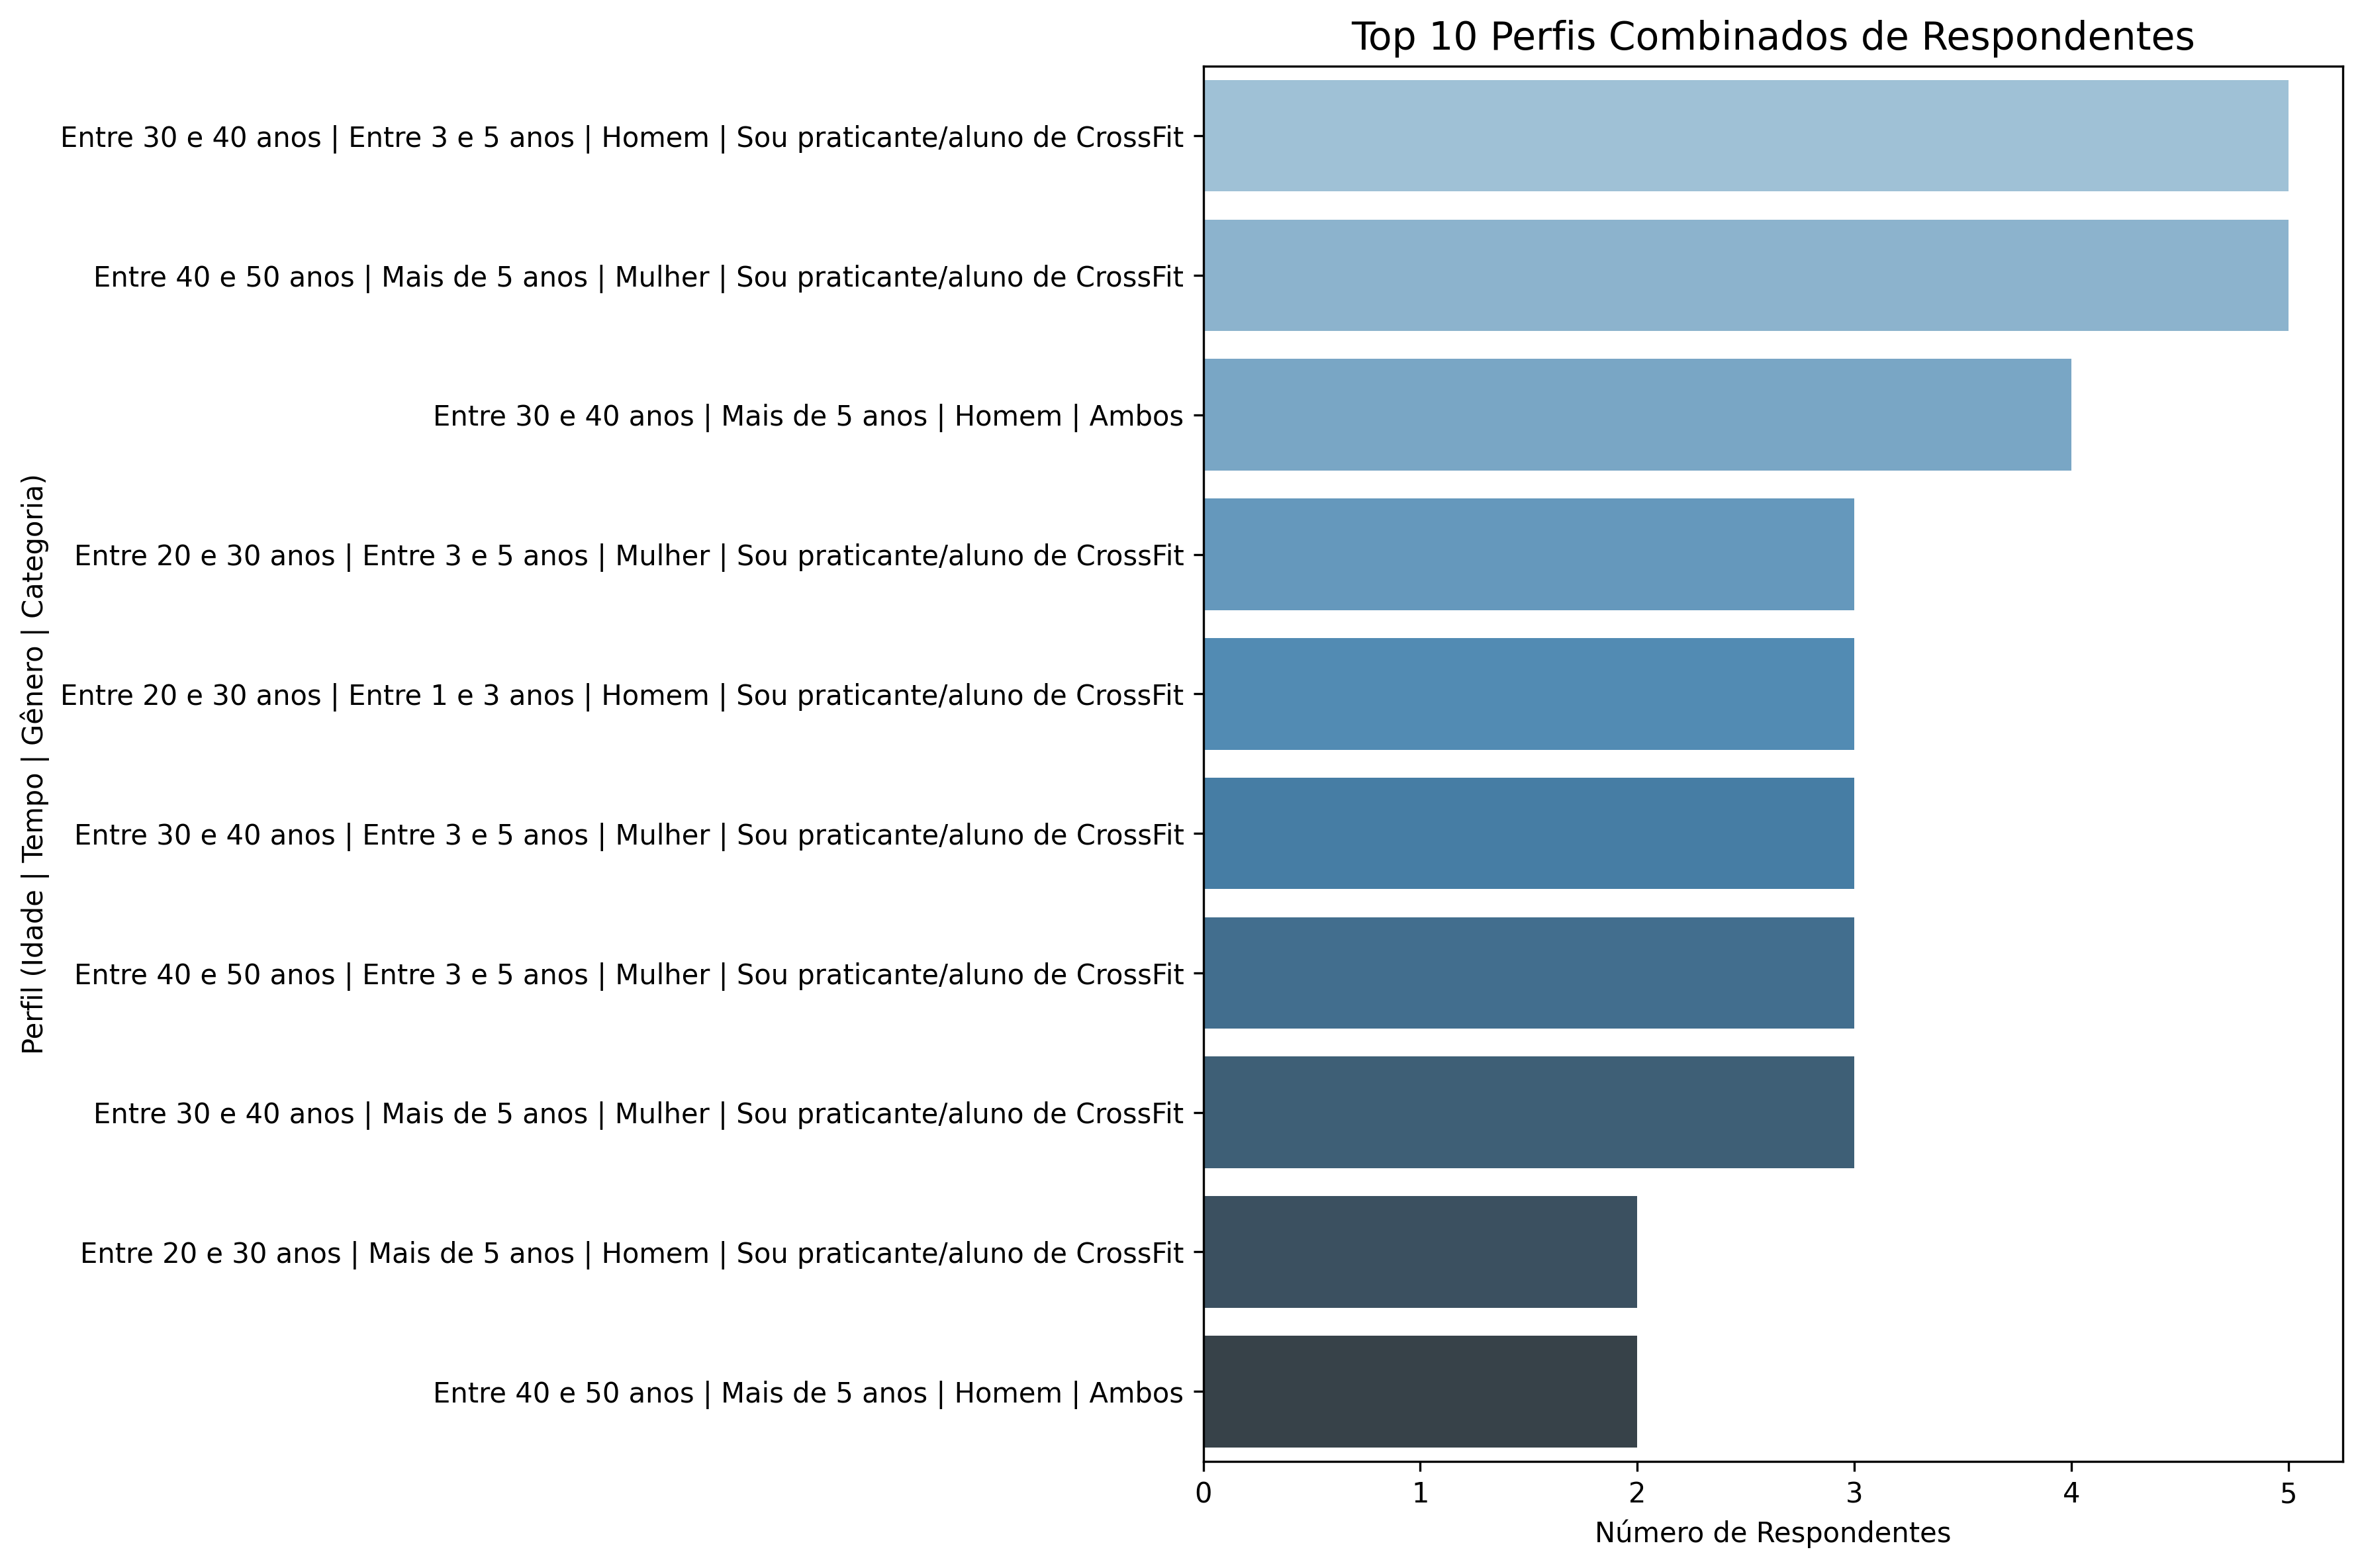 Top 10 Perfis Combinados de Respondentes
Perfil (Idade | Tempo | Gênero | Categoria)
Entre 30 e 40 anos | Entre 3 e 5 anos | Homem | Sou praticante/aluno de CrossFit
Entre 40 e 50 anos | Mais de 5 anos | Mulher | Sou praticante/aluno de CrossFit
Entre 30 e 40 anos | Mais de 5 anos | Homem | Ambos
Entre 20 e 30 anos | Entre 3 e 5 anos | Mulher | Sou praticante/aluno de CrossFit
Entre 20 e 30 anos | Entre 1 e 3 anos | Homem | Sou praticante/aluno de CrossFit
Entre 30 e 40 anos | Entre 3 e 5 anos | Mulher | Sou praticante/aluno de CrossFit
Entre 40 e 50 anos | Entre 3 e 5 anos | Mulher | Sou praticante/aluno de CrossFit
Entre 30 e 40 anos | Mais de 5 anos | Mulher | Sou praticante/aluno de CrossFit
Entre 20 e 30 anos | Mais de 5 anos | Homem | Sou praticante/aluno de CrossFit
Entre 40 e 50 anos | Mais de 5 anos | Homem | Ambos
0 1 2 3 4 5
Número de Respondentes